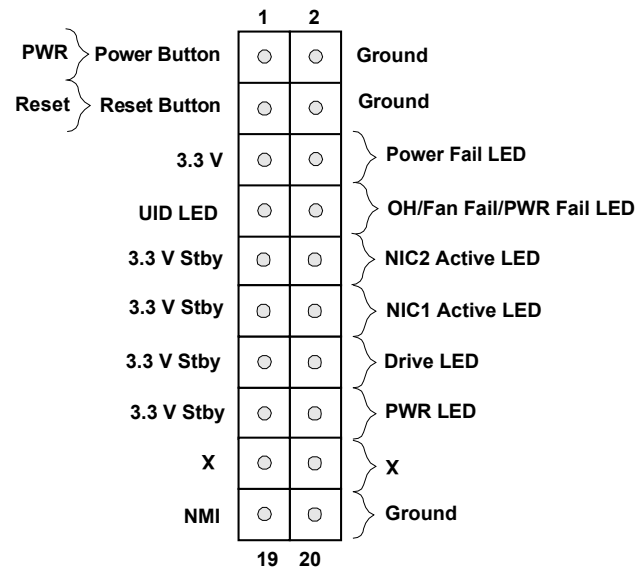 1 2
PWR Power Button Ground
Reset Reset Button Ground
3.3 V Power Fail LED
UID LED OH/Fan Fail/PWR Fail LED
3.3 V Stby NIC2 Active LED
3.3 V Stby NIC1 Active LED
3.3 V Stby Drive LED
3.3 V Stby PWR LED
X X
NMI Ground
19 20